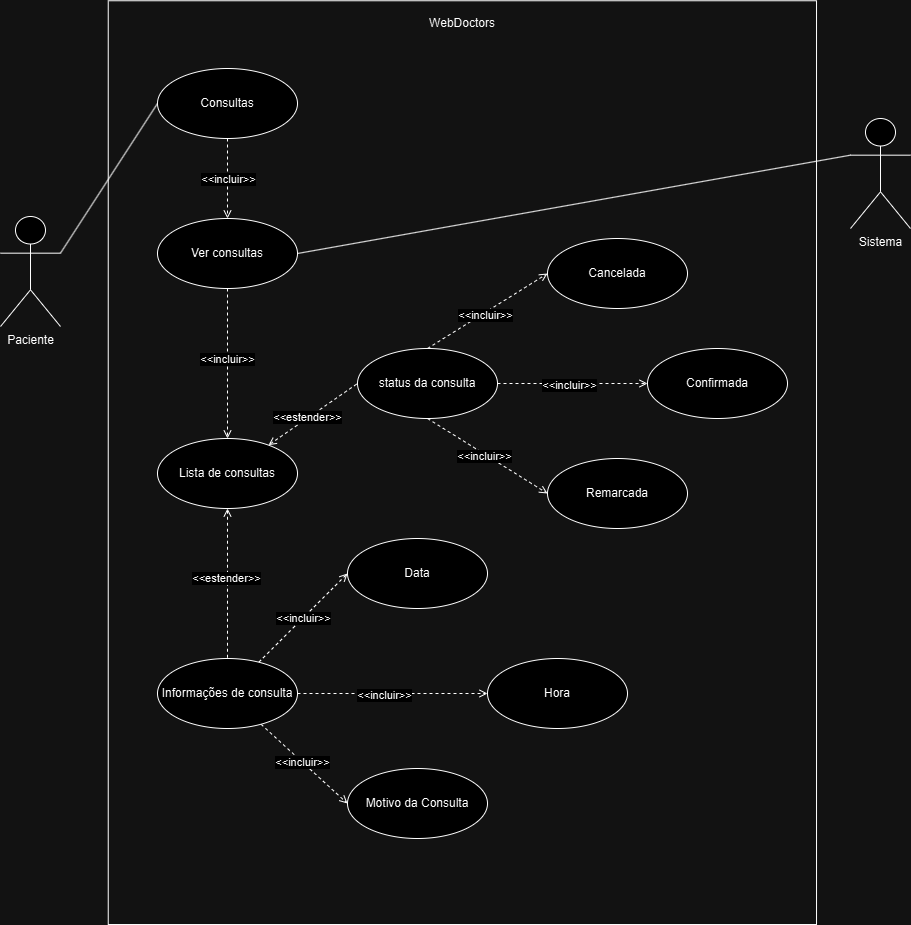 WebDoctors
Consultas
<<incluir>>
Ver consultas
Sistema
Paciente
Cancelada
<<incluir>>
<<incluir>>
status da consulta
<<incluir>>
Confirmada
<<estender>>
<<incluir>>
Lista de consultas
Remarcada
<<estender>>
Data
<<incluir>>
Informações de consulta
<<incluir>>
Hora
<<incluir>>
Motivo da Consulta